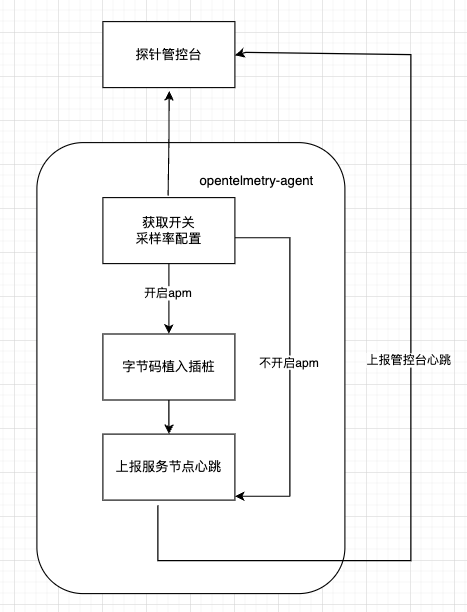 探针管控台
opentelmetry-agent
获取开关
采样率配置
开启apm
字节码植入插桩
不开启apm
上报管控台心跳
上报服务节点心跳